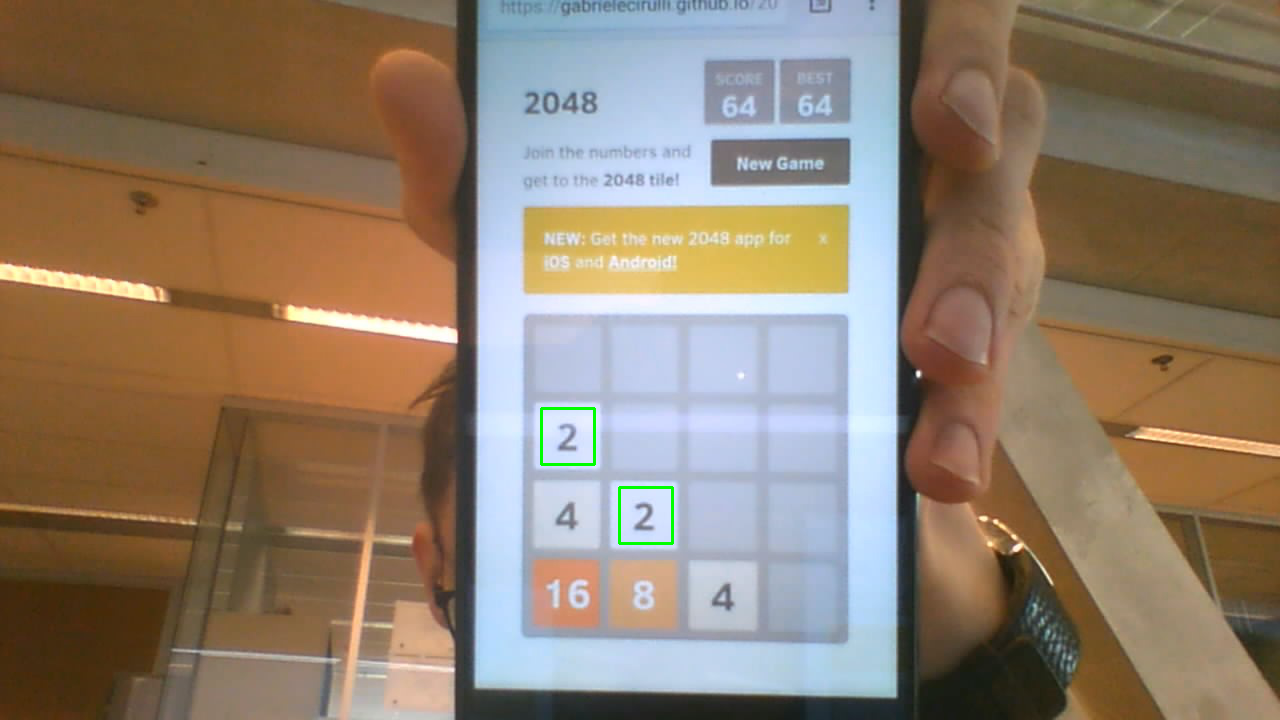 https://gabrielecirulli.github.io/20
2048
SCORE
64
BEST
64
Join the numbers and
get to the 2048 tile!
New Game
NEW: Get the new 2048 app for
iOS and Android!
x
2
4 2
16 8 4